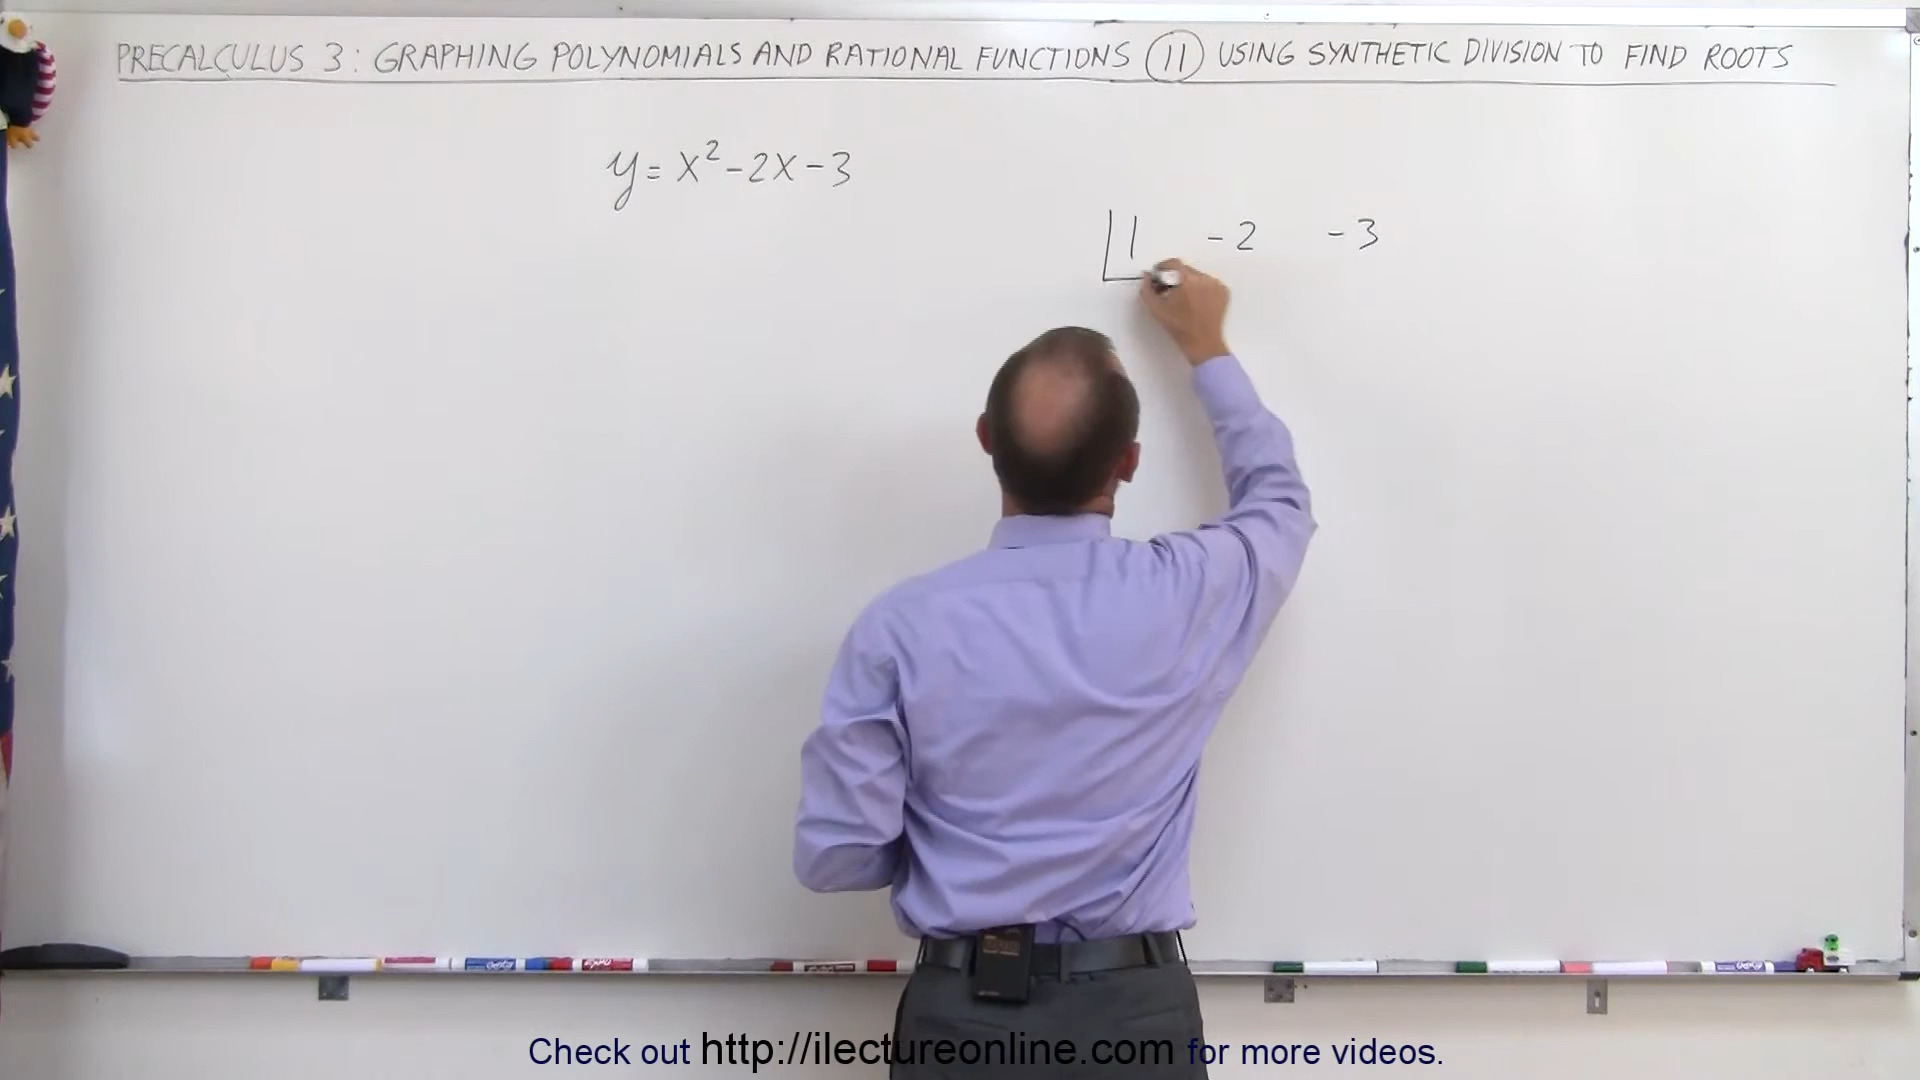 PRECALCULUS 3: GRAPHING POLYNOMIALS AND RATIONAL FUNCTIONS (11) USING SYNTHETIC DIVISION TO FIND ROOTS
y = x² - 2x - 3
1 - 2 - 3
EXPO
Check out http://ilectureonline.com for more videos.